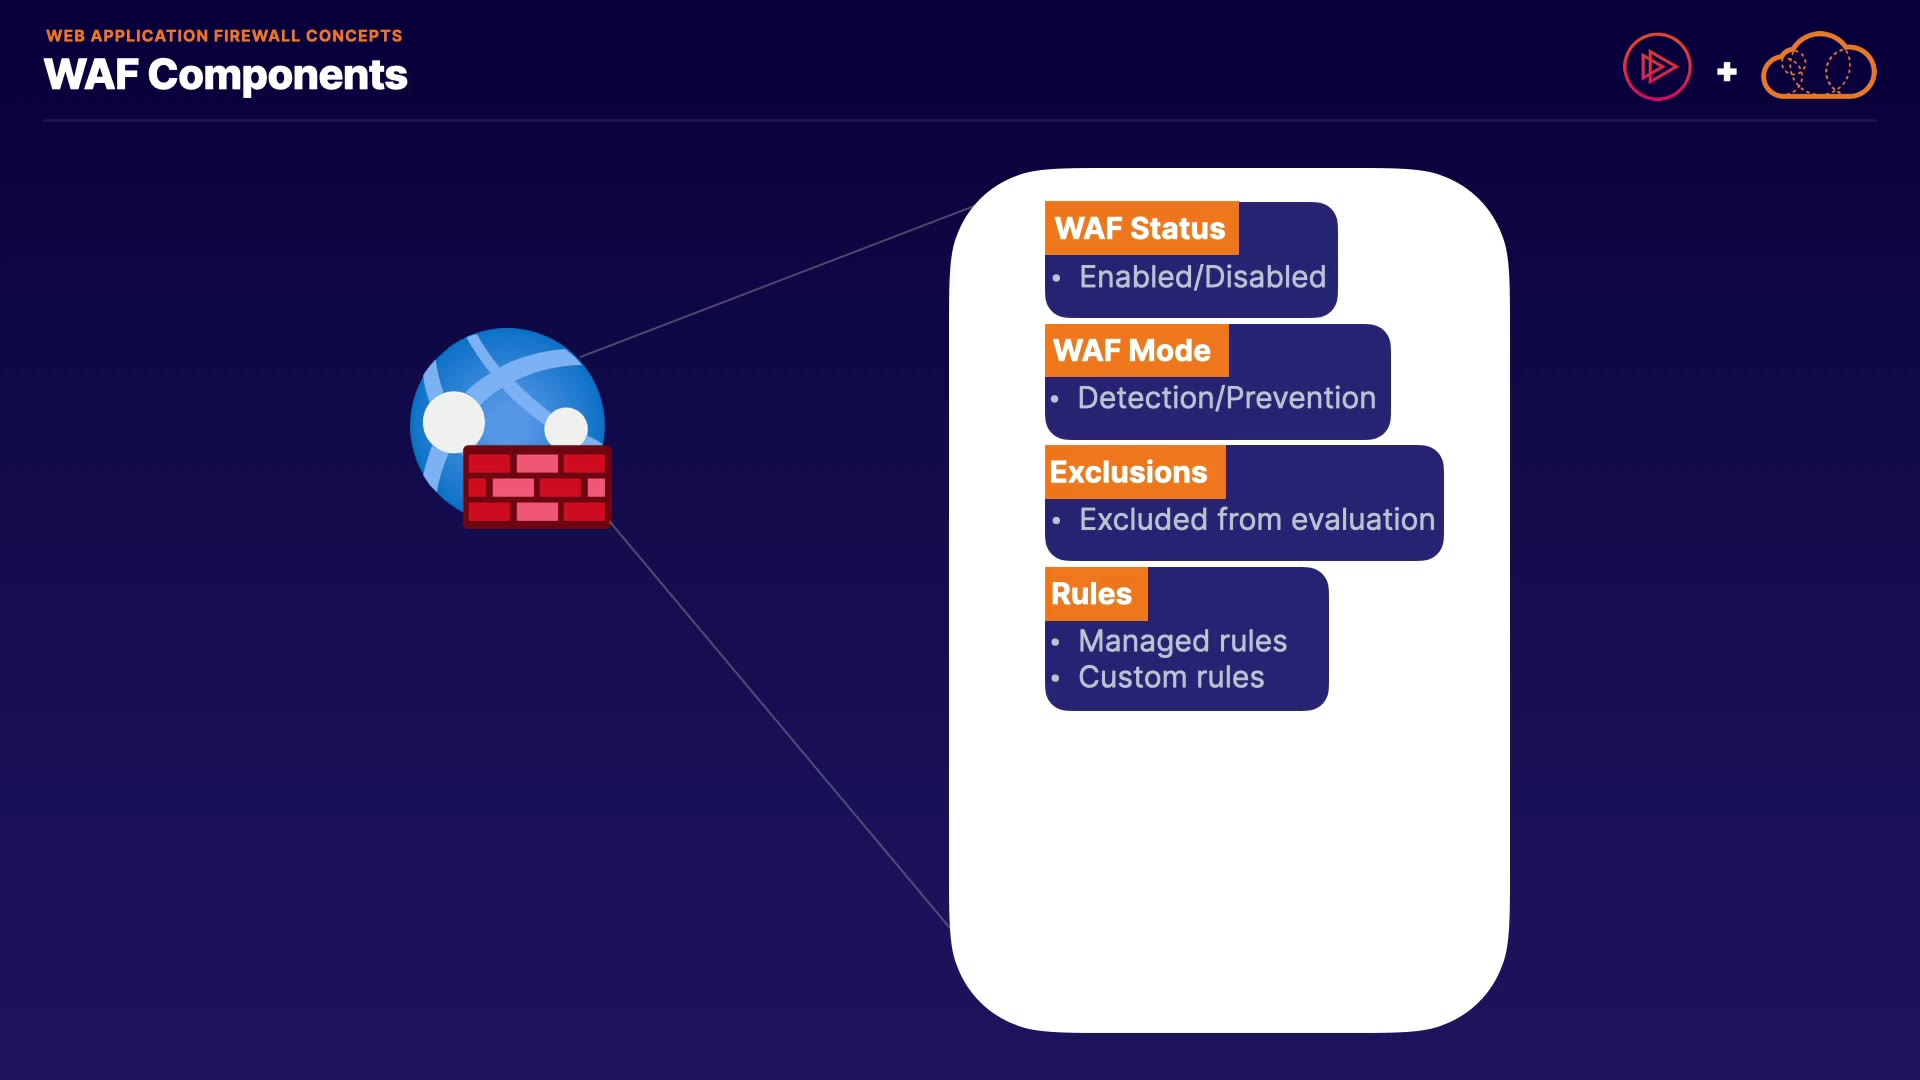 WEB APPLICATION FIREWALL CONCEPTS
WAF Components
+
WAF Status
• Enabled/Disabled
WAF Mode
• Detection/Prevention
Exclusions
• Excluded from evaluation
Rules
• Managed rules
• Custom rules